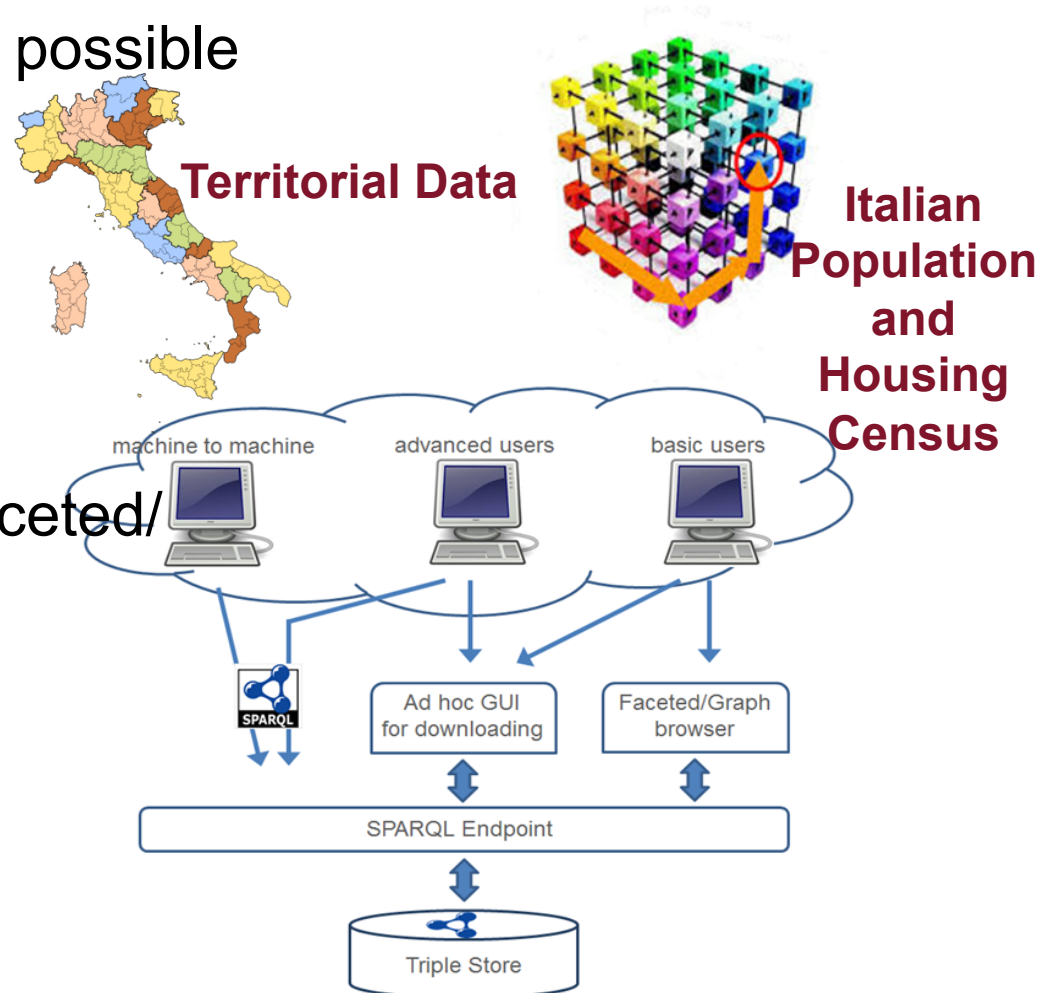 possible
Territorial Data
Italian
Population
and
Housing
Census
machine to machine
advanced users
basic users
ceted/
SPARQL
Ad hoc GUI
for downloading
Faceted/Graph
browser
SPARQL Endpoint
Triple Store